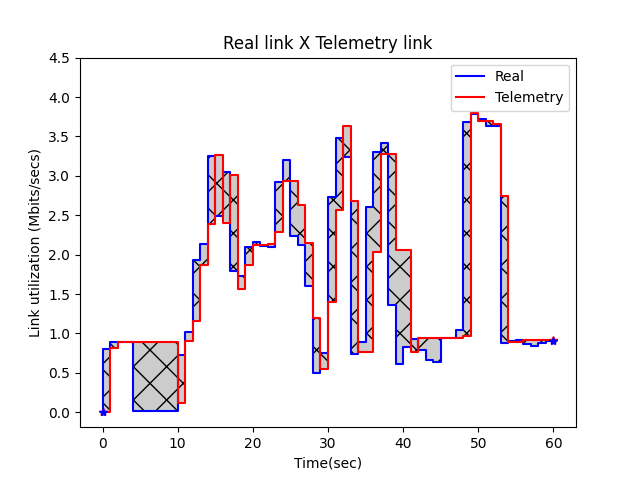 Real link X Telemetry link
Real
Telemetry
Link utilization (Mbits/secs)
4.5
4.0
3.5
3.0
2.5
2.0
1.5
1.0
0.5
0.0
0 10 20 30 40 50 60
Time(sec)